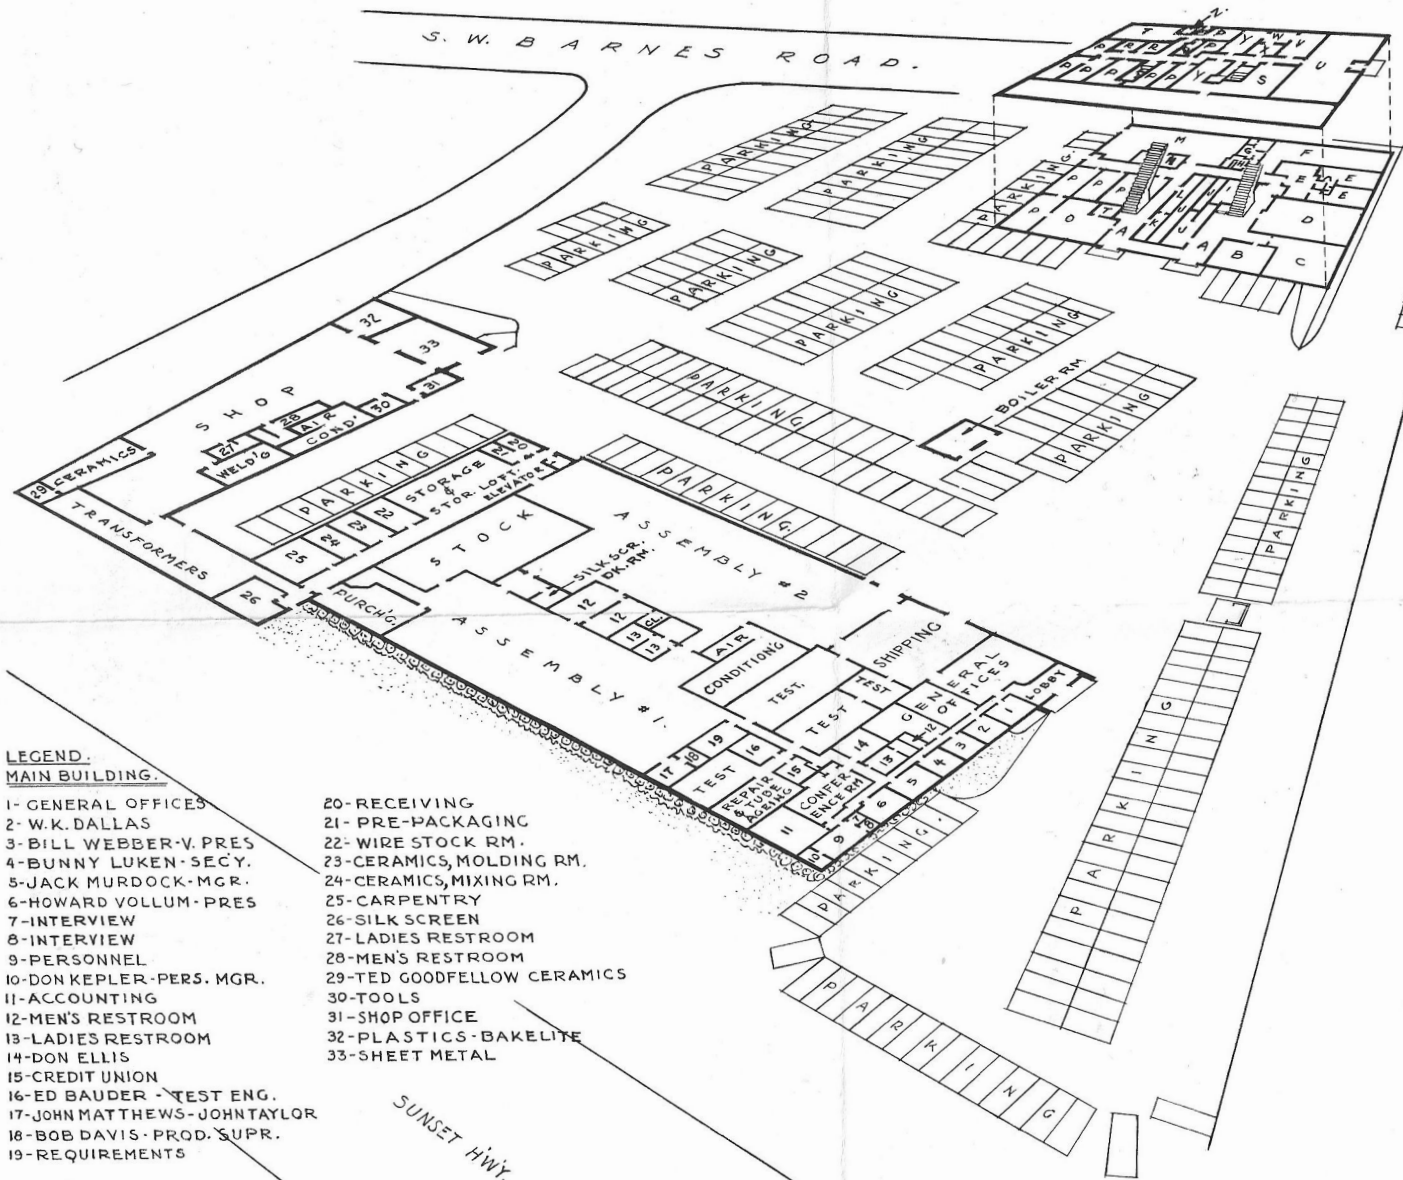 S. W. BARNES ROAD.
Z.
T P Y W V
P R R N P X
P P P S P P Y S U
PARKING
PARKING
PARKING.
M
G
F
H
P P P
L U
E E
E
P O T
K U J
D
A A
B C
PARKING
PARKING
PARKING
PARKING
PARKING
PARKING
BOILER RM
PARKING
PARKING
32
33
31
SHOP
30
28
AIR
COND'
27
WELD'G
CERAMICS
29
TRANSFORMERS
PARKING
STORAGE
&
STOR. LOFT.
21
20
ELEVATOR
22
23
24
25
26
STOCK
PURCH'G.
PARKING.
ASSEMBLY #2
SILK SCR.
DK. RM.
12
12
CL.
13
13
ASSEMBLY #1.
AIR
CONDITION'G
TEST.
TEST
TEST
SHIPPING
GENERAL
OFFICES
LOBBY
1
2
3
4
5
6
7
8
9
10
11
12
13
14
15
16
17
18
19
TEST
REPAIR
&
TUBE
AGEING
CONFER
ENCE RM
PARKING.
PARKING
PARKING
PARKING
LEGEND.
MAIN BUILDING.
1- GENERAL OFFICES
2- W.K. DALLAS
3- BILL WEBBER-V. PRES
4- BUNNY LUKEN-SEC'Y.
5-JACK MURDOCK-MGR.
6-HOWARD VOLLUM-PRES
7-INTERVIEW
8-INTERVIEW
9-PERSONNEL
10-DON KEPLER-PERS. MGR.
11-ACCOUNTING
12-MEN'S RESTROOM
13-LADIES RESTROOM
14-DON ELLIS
15-CREDIT UNION
16-ED BAUDER - TEST ENG.
17-JOHN MATTHEWS-JOHN TAYLOR
18-BOB DAVIS-PROD. SUPR.
19-REQUIREMENTS
20-RECEIVING
21- PRE-PACKAGING
22-WIRE STOCK RM.
23-CERAMICS, MOLDING RM.
24-CERAMICS, MIXING RM.
25-CARPENTRY
26-SILK SCREEN
27-LADIES RESTROOM
28-MEN'S RESTROOM
29-TED GOODFELLOW CERAMICS
30-TOOLS
31-SHOP OFFICE
32-PLASTICS-BAKELITE
33-SHEET METAL
SUNSET HWY.